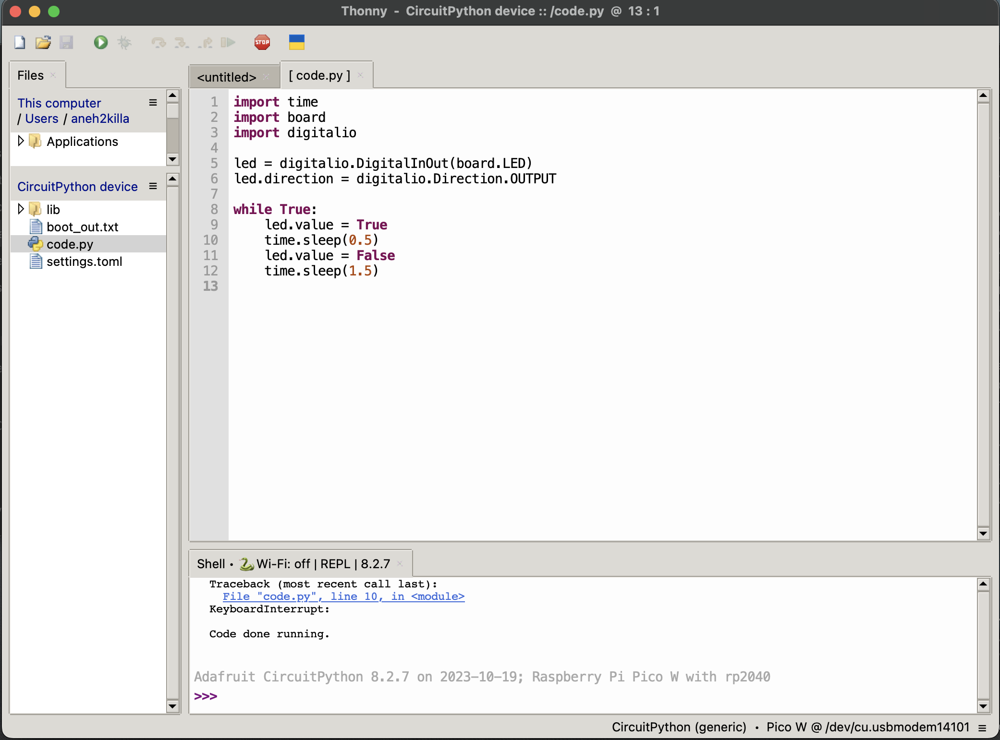 Thonny - CircuitPython device :: /code.py @ 13 : 1
STOP
Files
This computer
/ Users / aneh2killa
Applications
CircuitPython device
lib
boot_out.txt
code.py
settings.toml
<untitled>
[ code.py ]
1 import time
2 import board
3 import digitalio
4
5 led = digitalio.DigitalInOut(board.LED)
6 led.direction = digitalio.Direction.OUTPUT
7
8 while True:
9     led.value = True
10     time.sleep(0.5)
11     led.value = False
12     time.sleep(1.5)
13
Shell • 🐍 Wi-Fi: off | REPL | 8.2.7
Traceback (most recent call last):
  File "code.py", line 10, in <module>
KeyboardInterrupt:
Code done running.
Adafruit CircuitPython 8.2.7 on 2023-10-19; Raspberry Pi Pico W with rp2040
>>>
CircuitPython (generic) • Pico W @ /dev/cu.usbmodem14101